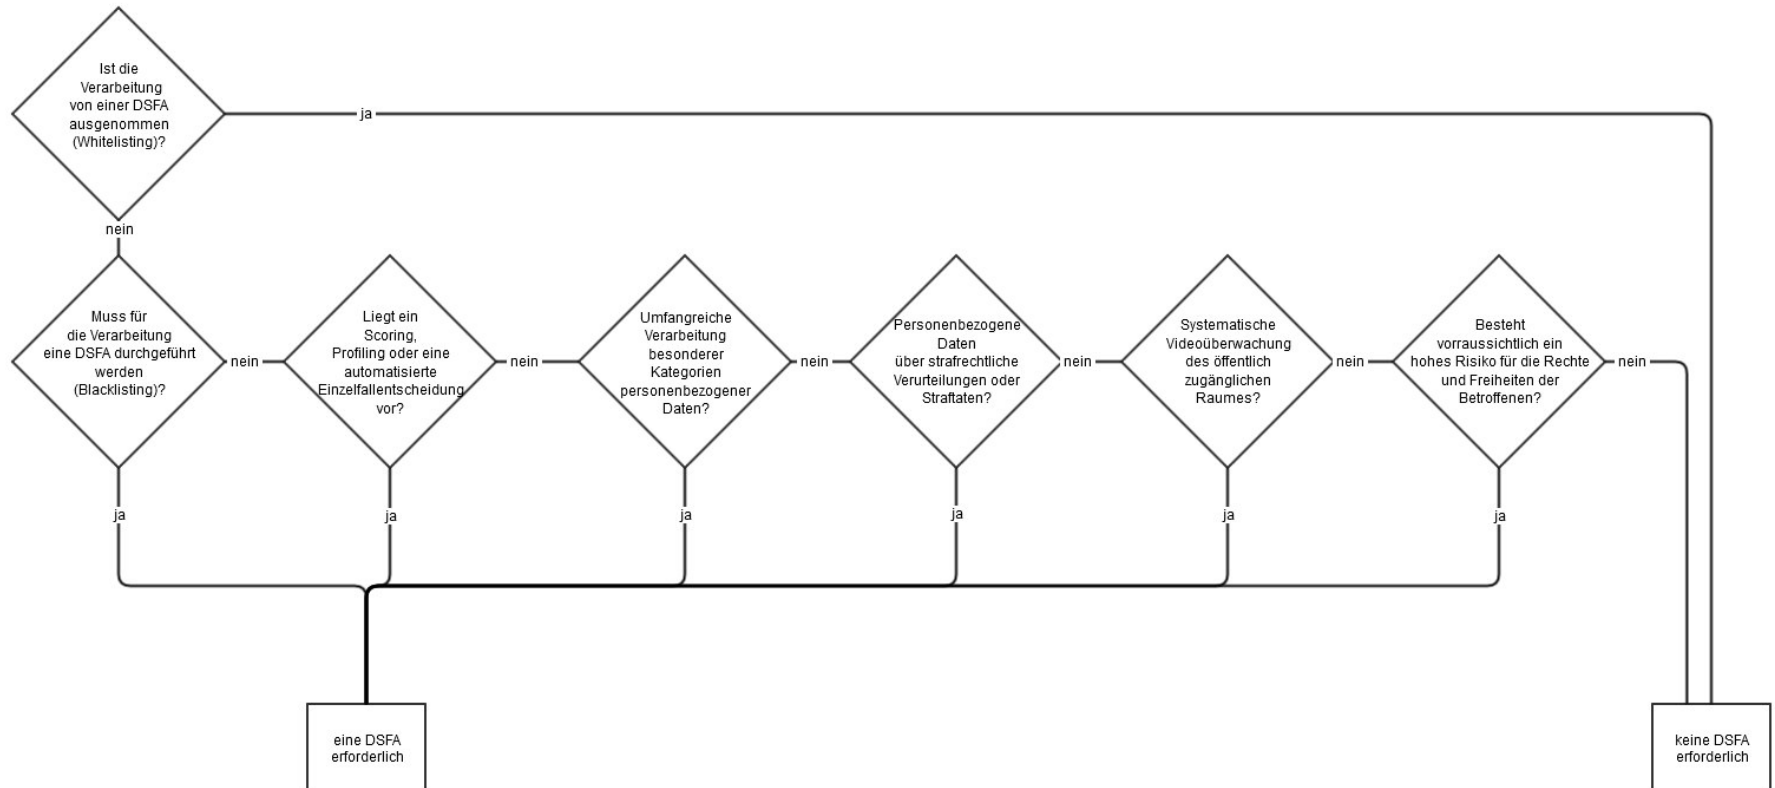 Ist die
Verarbeitung
von einer DSFA
ausgenommen
(Whitelisting)?
ja
nein
Muss für
die Verarbeitung
eine DSFA durchgeführt
werden
(Blacklisting)?
nein
Liegt ein
Scoring,
Profiling oder eine
automatisierte
Einzelfallentscheidung
vor?
nein
Umfangreiche
Verarbeitung
besonderer
Kategorien
personenbezogener
Daten?
nein
Personenbezogene
Daten
über strafrechtliche
Verurteilungen oder
Straftaten?
nein
Systematische
Videoüberwachung
des öffentlich
zugänglichen
Raumes?
nein
Besteht
vorraussichtlich ein
hohes Risiko für die Rechte
und Freiheiten der
Betroffenen?
nein
ja
ja
ja
ja
ja
ja
eine DSFA
erforderlich
keine DSFA
erforderlich